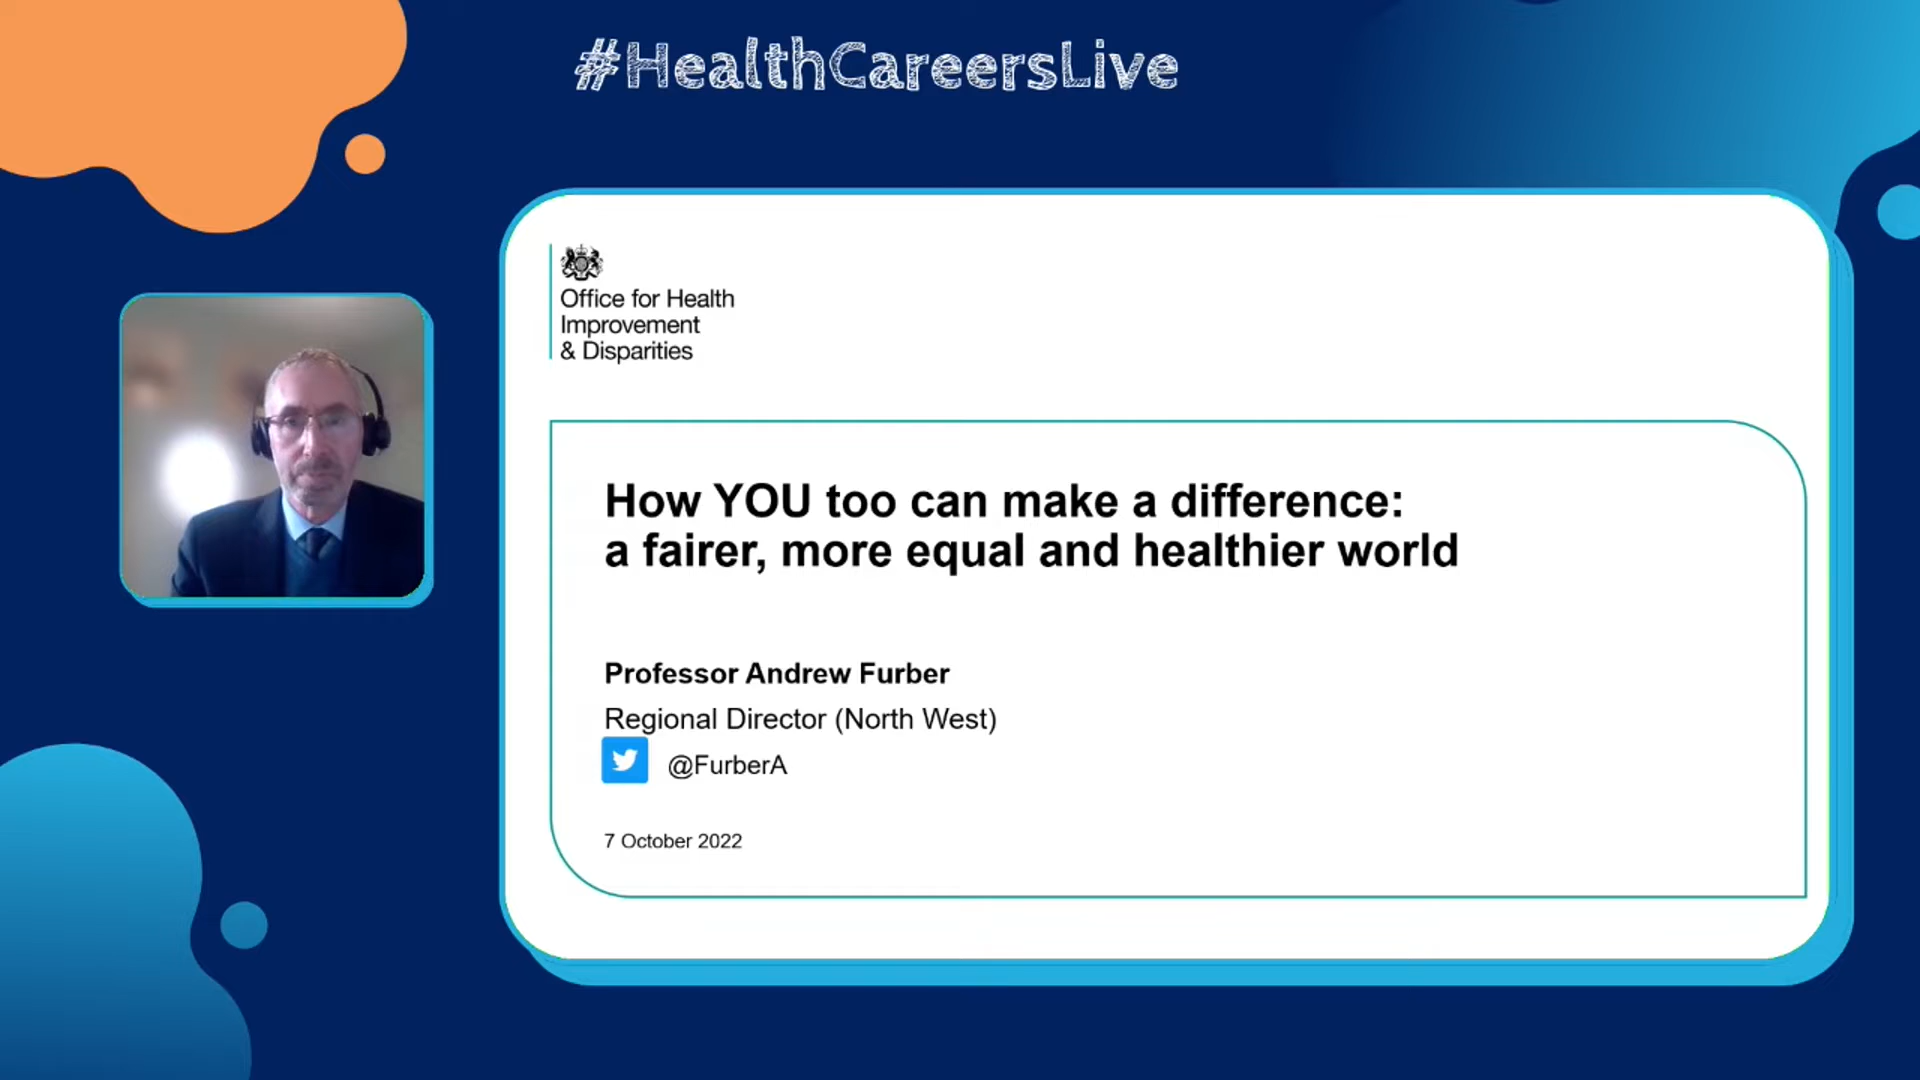 #HealthCareersLive
Office for Health
Improvement
& Disparities
How YOU too can make a difference:
a fairer, more equal and healthier world
Professor Andrew Furber
Regional Director (North West)
@FurberA
7 October 2022